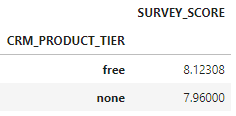 SURVEY_SCORE
CRM_PRODUCT_TIER
free 8.12308
none 7.96000